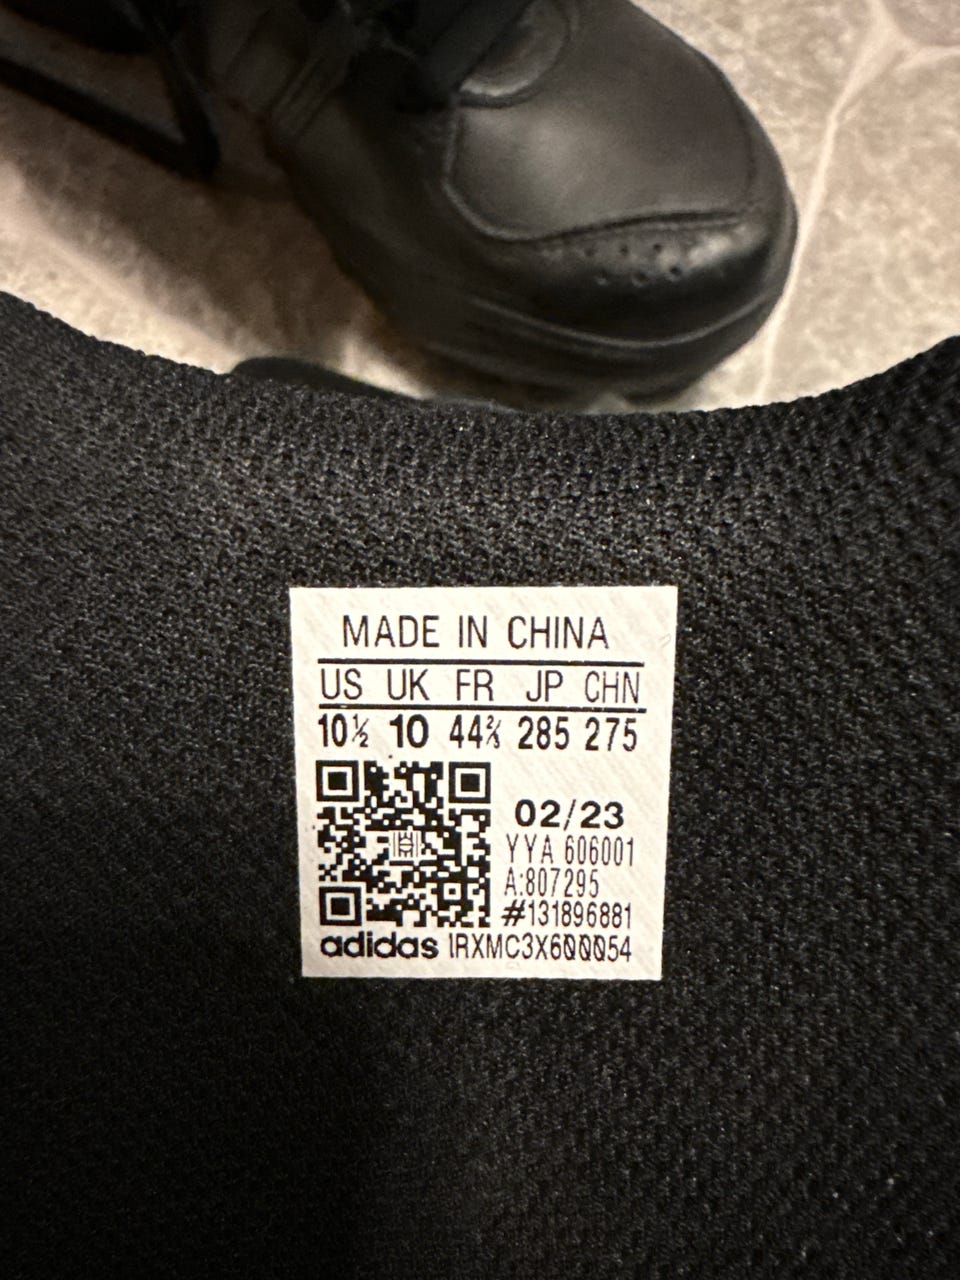 MADE IN CHINA
US UK FR JP CHN
10½ 10 44⅔ 285 275
02/23
YYA 606001
A:807295
#131896881
adidas 1RXMC3X600054